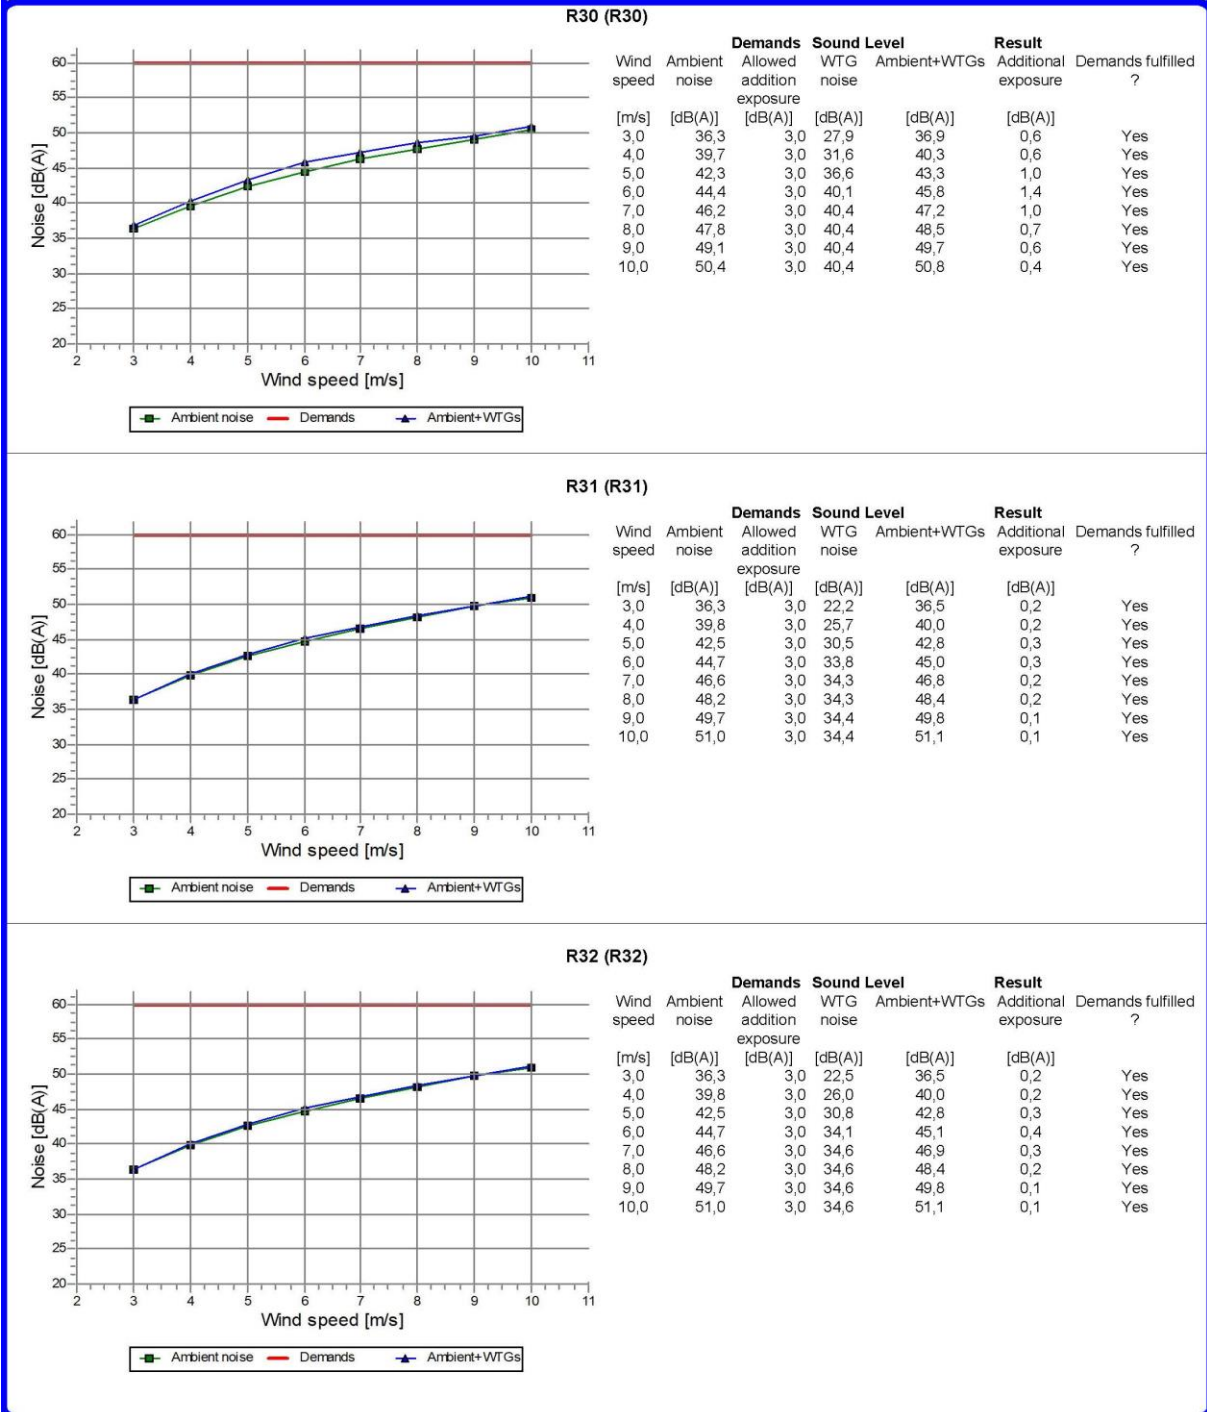 R30 (R30)
60
55
50
45
40
35
30
25
20
2 3 4 5 6 7 8 9 10 11
Noise [dB(A)]
Wind speed [m/s]
Ambient noise Demands Ambient+WTGs
Demands Sound Level Result
Wind Ambient Allowed WTG Ambient+WTGs Additional Demands fulfilled
speed noise addition noise exposure ?
exposure
[m/s] [dB(A)] [dB(A)] [dB(A)] [dB(A)] [dB(A)]
3,0 36,3 3,0 27,9 36,9 0,6 Yes
4,0 39,7 3,0 31,6 40,3 0,6 Yes
5,0 42,3 3,0 36,6 43,3 1,0 Yes
6,0 44,4 3,0 40,1 45,8 1,4 Yes
7,0 46,2 3,0 40,4 47,2 1,0 Yes
8,0 47,8 3,0 40,4 48,5 0,7 Yes
9,0 49,1 3,0 40,4 49,7 0,6 Yes
10,0 50,4 3,0 40,4 50,8 0,4 Yes
R31 (R31)
60
55
50
45
40
35
30
25
20
2 3 4 5 6 7 8 9 10 11
Noise [dB(A)]
Wind speed [m/s]
Ambient noise Demands Ambient+WTGs
Demands Sound Level Result
Wind Ambient Allowed WTG Ambient+WTGs Additional Demands fulfilled
speed noise addition noise exposure ?
exposure
[m/s] [dB(A)] [dB(A)] [dB(A)] [dB(A)] [dB(A)]
3,0 36,3 3,0 22,2 36,5 0,2 Yes
4,0 39,8 3,0 25,7 40,0 0,2 Yes
5,0 42,5 3,0 30,5 42,8 0,3 Yes
6,0 44,7 3,0 33,8 45,0 0,3 Yes
7,0 46,6 3,0 34,3 46,8 0,2 Yes
8,0 48,2 3,0 34,3 48,4 0,2 Yes
9,0 49,7 3,0 34,4 49,8 0,1 Yes
10,0 51,0 3,0 34,4 51,1 0,1 Yes
R32 (R32)
60
55
50
45
40
35
30
25
20
2 3 4 5 6 7 8 9 10 11
Noise [dB(A)]
Wind speed [m/s]
Ambient noise Demands Ambient+WTGs
Demands Sound Level Result
Wind Ambient Allowed WTG Ambient+WTGs Additional Demands fulfilled
speed noise addition noise exposure ?
exposure
[m/s] [dB(A)] [dB(A)] [dB(A)] [dB(A)] [dB(A)]
3,0 36,3 3,0 22,5 36,5 0,2 Yes
4,0 39,8 3,0 26,0 40,0 0,2 Yes
5,0 42,5 3,0 30,8 42,8 0,3 Yes
6,0 44,7 3,0 34,1 45,1 0,4 Yes
7,0 46,6 3,0 34,6 46,9 0,3 Yes
8,0 48,2 3,0 34,6 48,4 0,2 Yes
9,0 49,7 3,0 34,6 49,8 0,1 Yes
10,0 51,0 3,0 34,6 51,1 0,1 Yes